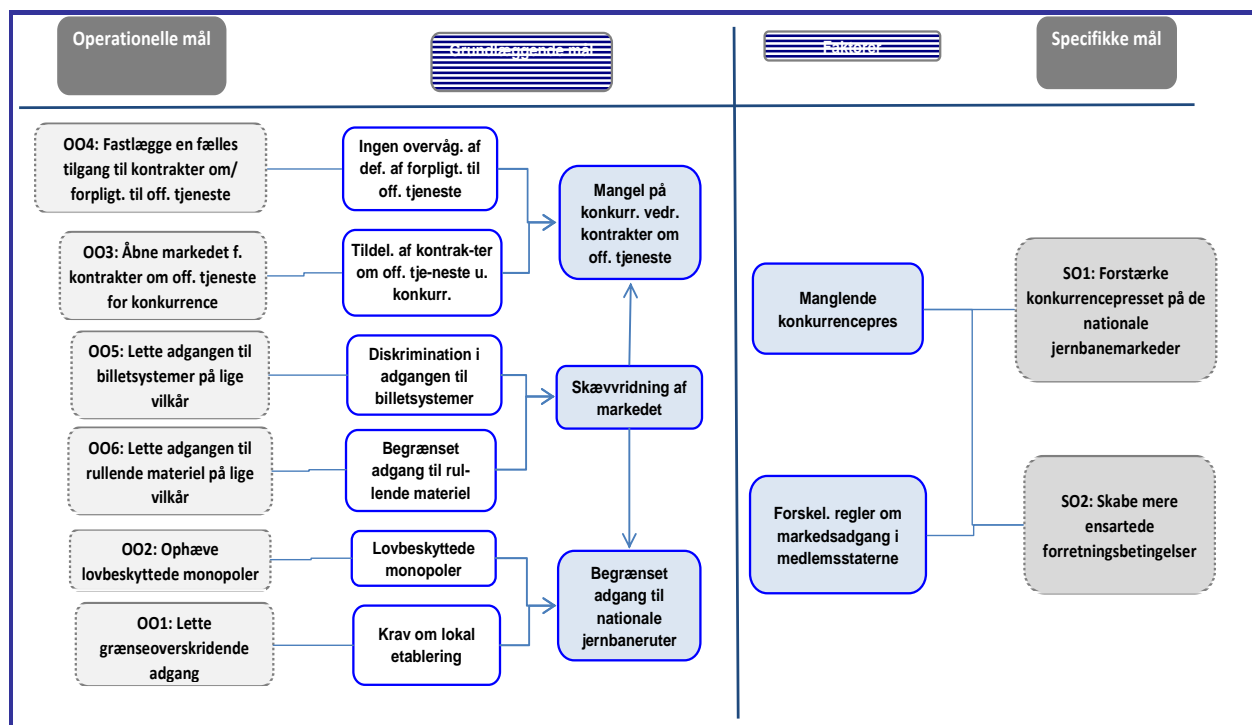 Operationelle mål
Grundlæggende mål
Faktorer
Specifikke mål
OO4: Fastlægge en fælles
tilgang til kontrakter om/
forpligt. til off. tjeneste
Ingen overvåg. af
def. af forpligt. til
off. tjeneste
Mangel på
konkurr. vedr.
kontrakter om
off. tjeneste
OO3: Åbne markedet f.
kontrakter om off. tjeneste
for konkurrence
Tildel. af kontrak-ter
om off. tje-neste u.
konkurr.
OO5: Lette adgangen til
billetsystemer på lige
vilkår
Diskrimination i
adgangen til
billetsystemer
Skævvridning af
markedet
OO6: Lette adgangen til
rullende materiel på lige
vilkår
Begrænset
adgang til rul-
lende materiel
OO2: Ophæve
lovbeskyttede monopoler
Lovbeskyttede
monopoler
Begrænset
adgang til
nationale
jernbaneruter
OO1: Lette
grænseoverskridende
adgang
Krav om lokal
etablering
Manglende
konkurrencepres
SO1: Forstærke
konkurrencepresset på de
nationale
jernbanemarkeder
Forskel. regler om
markedsadgang i
medlemsstaterne
SO2: Skabe mere
ensartede
forretningsbetingelser